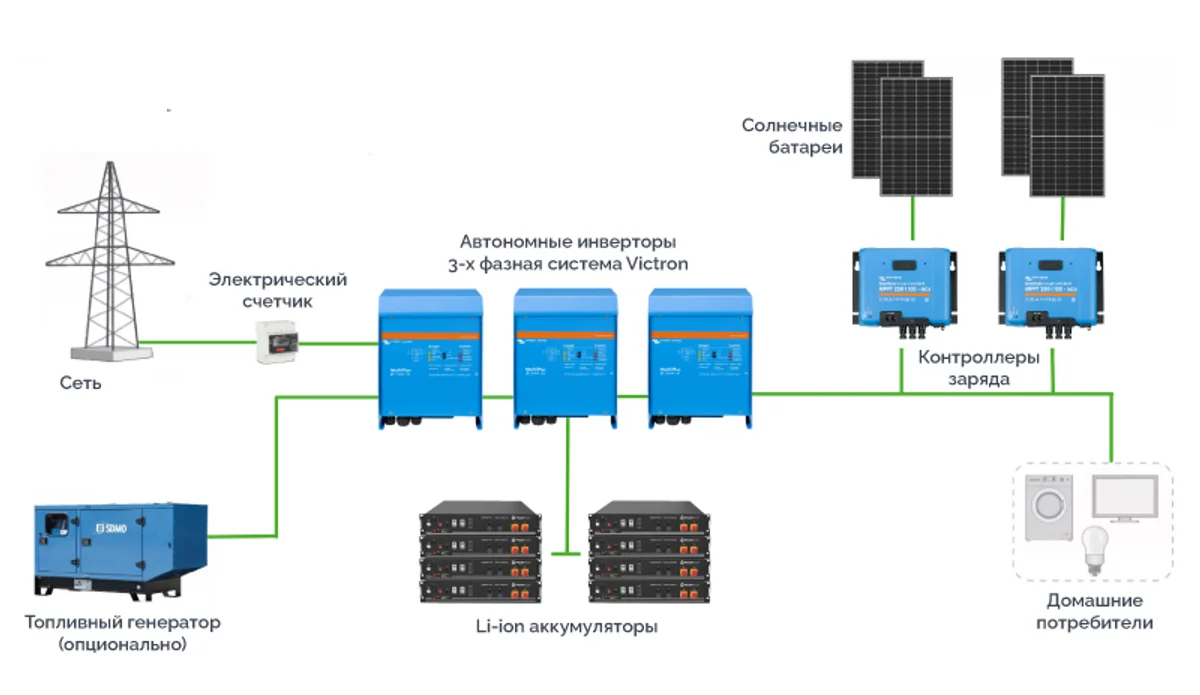 Солнечные
батареи
Автономные инверторы
3-х фазная система Victron
Электрический
счетчик
Контроллеры
заряда
Сеть
SDMO
Топливный генератор
(опционально)
Li-ion аккумуляторы
Домашние
потребители